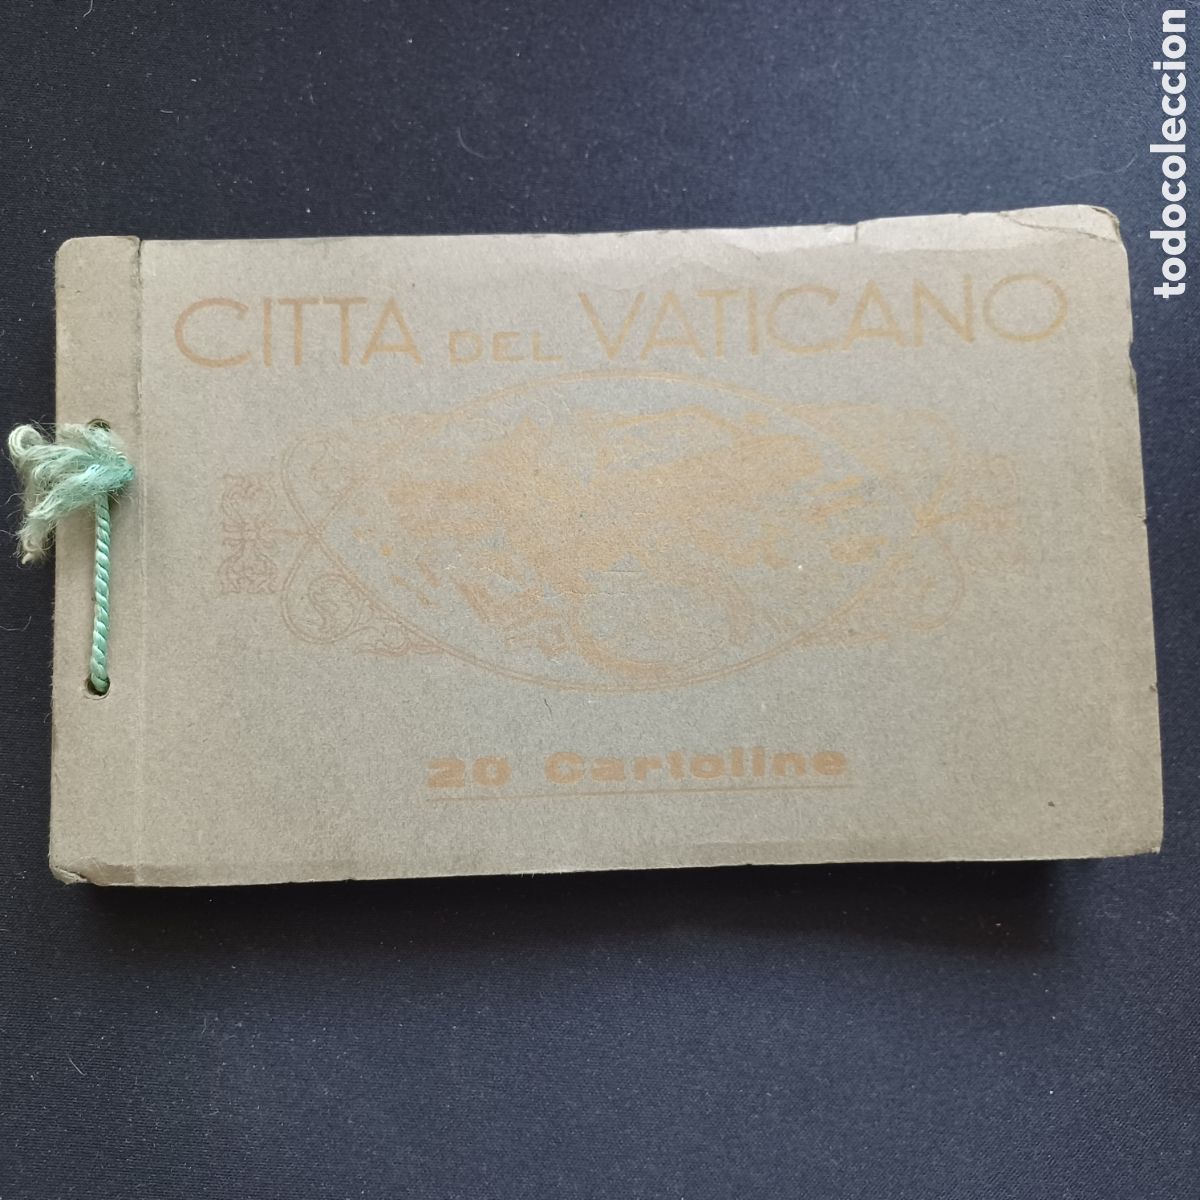 CITTA DEL VATICANO
20 Cartoline
todocoleccion